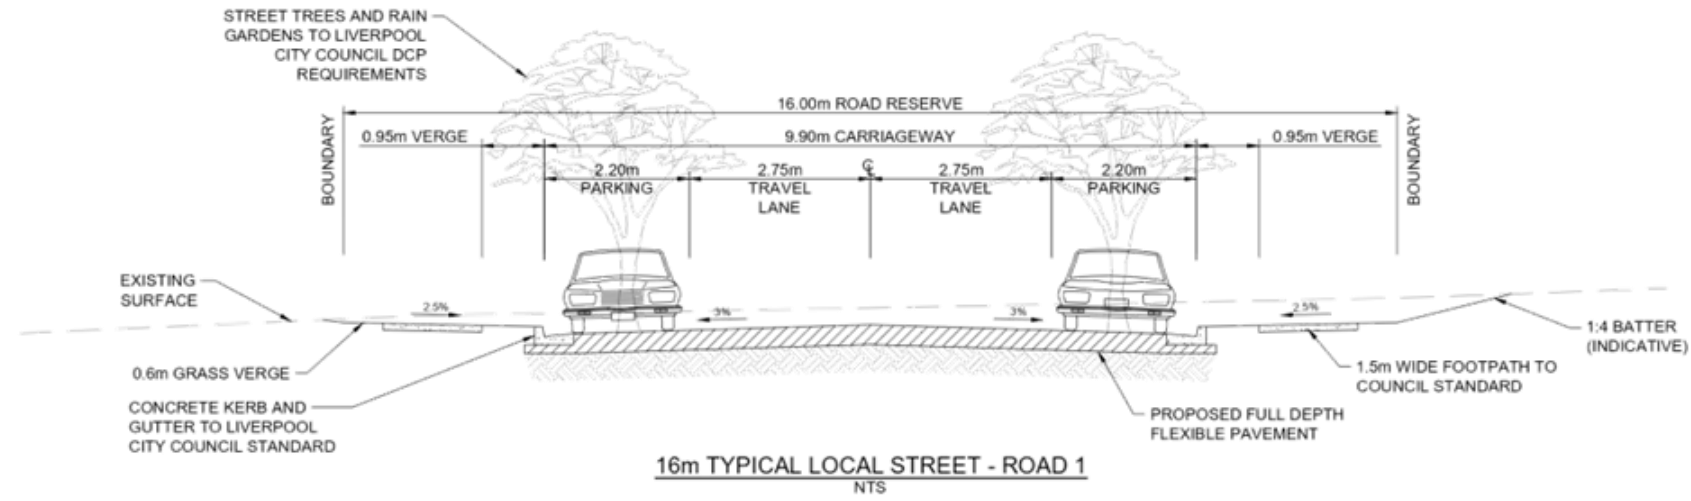 STREET TREES AND RAIN
GARDENS TO LIVERPOOL
CITY COUNCIL DCP
REQUIREMENTS
16.00m ROAD RESERVE
BOUNDARY
0.95m VERGE
9.90m CARRIAGEWAY
0.95m VERGE
BOUNDARY
2.20m
PARKING
2.75m
TRAVEL
LANE
℄
2.75m
TRAVEL
LANE
2.20m
PARKING
EXISTING
SURFACE
2.5%
3%
3%
2.5%
1:4 BATTER
(INDICATIVE)
0.6m GRASS VERGE
1.5m WIDE FOOTPATH TO
COUNCIL STANDARD
CONCRETE KERB AND
GUTTER TO LIVERPOOL
CITY COUNCIL STANDARD
PROPOSED FULL DEPTH
FLEXIBLE PAVEMENT
16m TYPICAL LOCAL STREET - ROAD 1
NTS